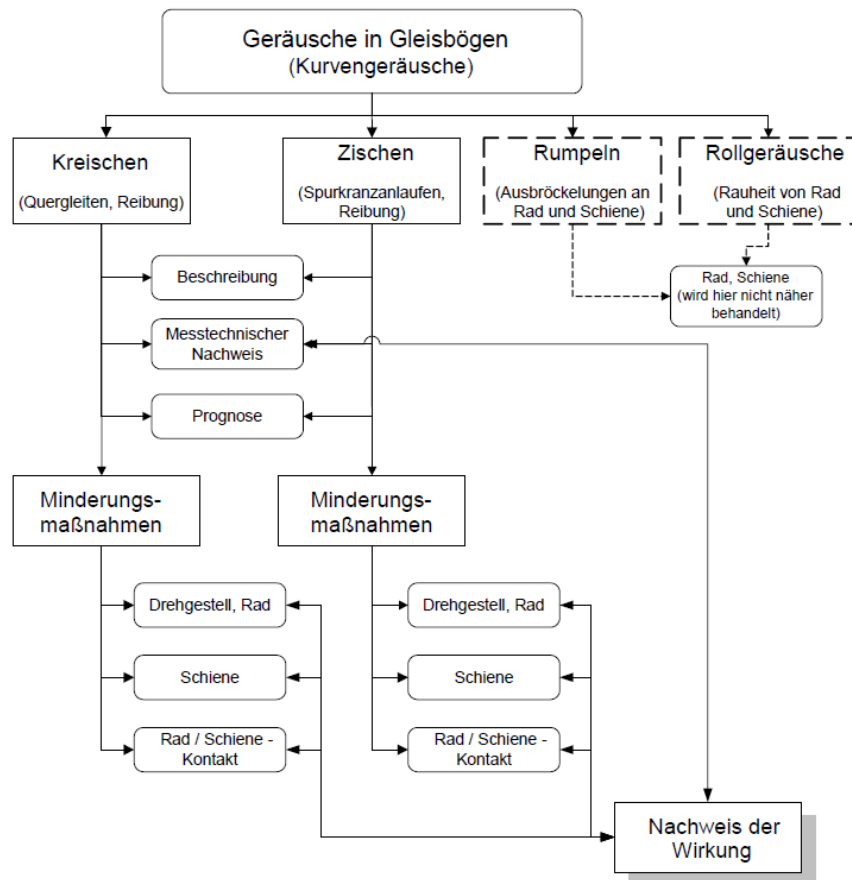 Geräusche in Gleisbögen
(Kurvengeräusche)
Kreischen
(Quergleiten, Reibung)
Zischen
(Spurkranzanlaufen,
Reibung)
Rumpeln
(Ausbröckelungen an
Rad und Schiene)
Rollgeräusche
(Rauheit von Rad
und Schiene)
Beschreibung
Rad, Schiene
(wird hier nicht näher
behandelt)
Messtechnischer
Nachweis
Prognose
Minderungs-
maßnahmen
Minderungs-
maßnahmen
Drehgestell, Rad
Drehgestell, Rad
Schiene
Schiene
Rad / Schiene -
Kontakt
Rad / Schiene -
Kontakt
Nachweis der
Wirkung